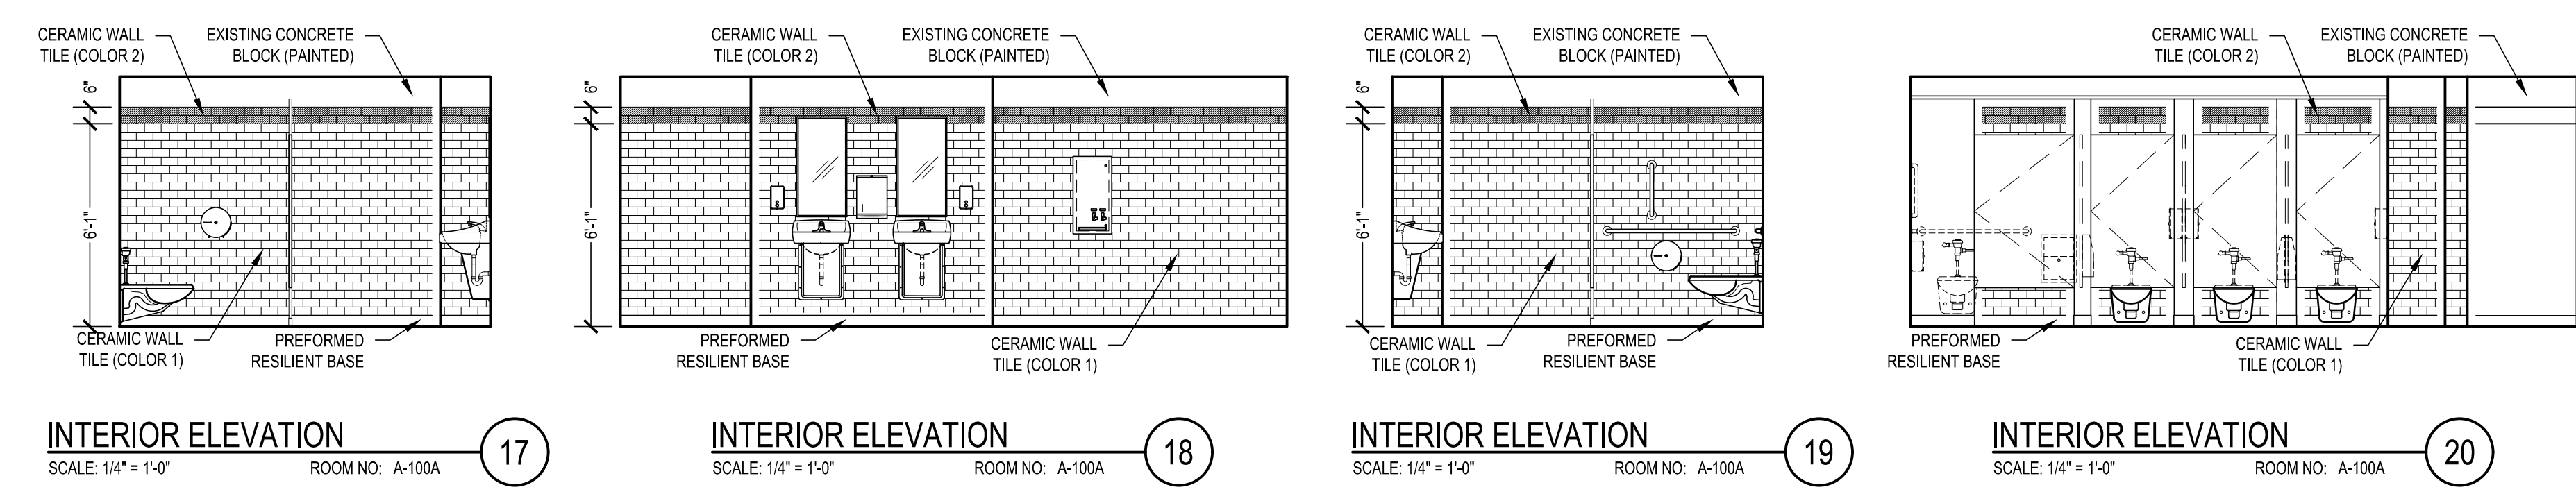 CERAMIC WALL
TILE (COLOR 2)
EXISTING CONCRETE
BLOCK (PAINTED)
6"
6'-1"
CERAMIC WALL
TILE (COLOR 1)
PREFORMED
RESILIENT BASE
INTERIOR ELEVATION
17
SCALE: 1/4" = 1'-0"
ROOM NO: A-100A
CERAMIC WALL
TILE (COLOR 2)
EXISTING CONCRETE
BLOCK (PAINTED)
6"
6'-1"
PREFORMED
RESILIENT BASE
CERAMIC WALL
TILE (COLOR 1)
INTERIOR ELEVATION
18
SCALE: 1/4" = 1'-0"
ROOM NO: A-100A
CERAMIC WALL
TILE (COLOR 2)
EXISTING CONCRETE
BLOCK (PAINTED)
6"
6'-1"
CERAMIC WALL
TILE (COLOR 1)
PREFORMED
RESILIENT BASE
INTERIOR ELEVATION
19
SCALE: 1/4" = 1'-0"
ROOM NO: A-100A
CERAMIC WALL
TILE (COLOR 2)
EXISTING CONCRETE
BLOCK (PAINTED)
PREFORMED
RESILIENT BASE
CERAMIC WALL
TILE (COLOR 1)
INTERIOR ELEVATION
20
SCALE: 1/4" = 1'-0"
ROOM NO: A-100A